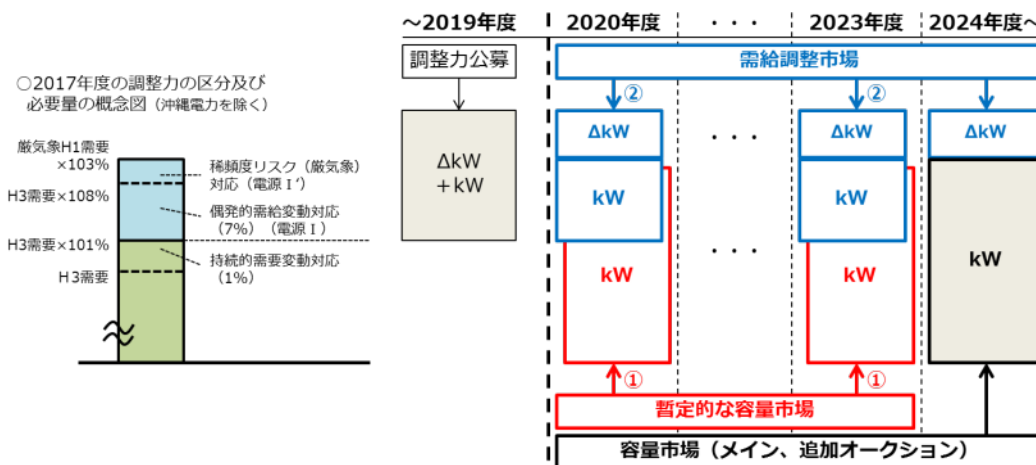 ～2019年度
2020年度
・・・
2023年度
2024年度～
調整力公募
需給調整市場
②
②
○2017年度の調整力の区分及び
必要量の概念図（沖縄電力を除く）
厳気象H1需要
×103%
H3需要×108%
H3需要×101%
H3需要
稀頻度リスク（厳気象）
対応（電源Ⅰ’）
偶発的需給変動対応
（7%）（電源Ⅰ）
持続的需要変動対応
（1%）
ΔkW
＋kW
ΔkW
kW
kW
・・・
・・・
ΔkW
kW
kW
ΔkW
kW
①
①
暫定的な容量市場
容量市場（メイン、追加オークション）